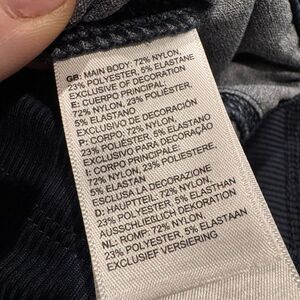 GB: MAIN BODY: 72% NYLON,
23% POLYESTER, 5% ELASTANE
EXCLUSIVE OF DECORATION
E: CUERPO PRINCIPAL:
72% NYLON, 23% POLIÉSTER,
5% ELASTANO
EXCLUSIVO DE DECORACIÓN
P: CORPO: 72% NYLON,
23% POLIÉSTER, 5% ELASTANO
EXCLUSIVO PARA DECORAÇÃO
I: CORPO PRINCIPALE:
72% NYLON, 23% POLIESTERE,
5% ELASTAN
ESCLUSA LA DECORAZIONE
D: HAUPTTEIL: 72% NYLON,
23% POLYESTER, 5% ELASTHAN
AUSSCHLIEßLICH DEKORATION
NL: ROMP: 72% NYLON,
23% POLYESTER, 5% ELASTAAN
EXCLUSIEF VERSIERING